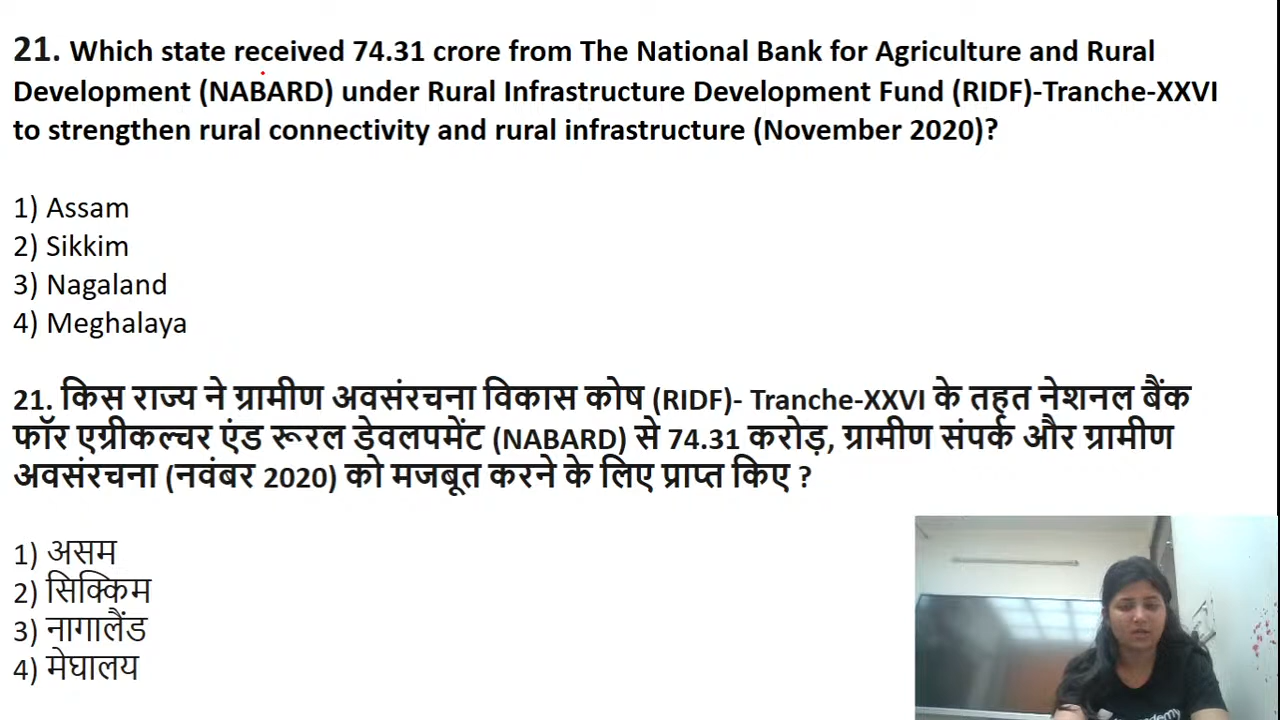 21. Which state received 74.31 crore from The National Bank for Agriculture and Rural
Development (NABARD) under Rural Infrastructure Development Fund (RIDF)-Tranche-XXVI
to strengthen rural connectivity and rural infrastructure (November 2020)?
1) Assam
2) Sikkim
3) Nagaland
4) Meghalaya
21. किस राज्य ने ग्रामीण अवसंरचना विकास कोष (RIDF)- Tranche-XXVI के तहत नेशनल बैंक
फॉर एग्रीकल्चर एंड रूरल डेवलपमेंट (NABARD) से 74.31 करोड़, ग्रामीण संपर्क और ग्रामीण
अवसंरचना (नवंबर 2020) को मजबूत करने के लिए प्राप्त किए ?
1) असम
2) सिक्किम
3) नागालैंड
4) मेघालय